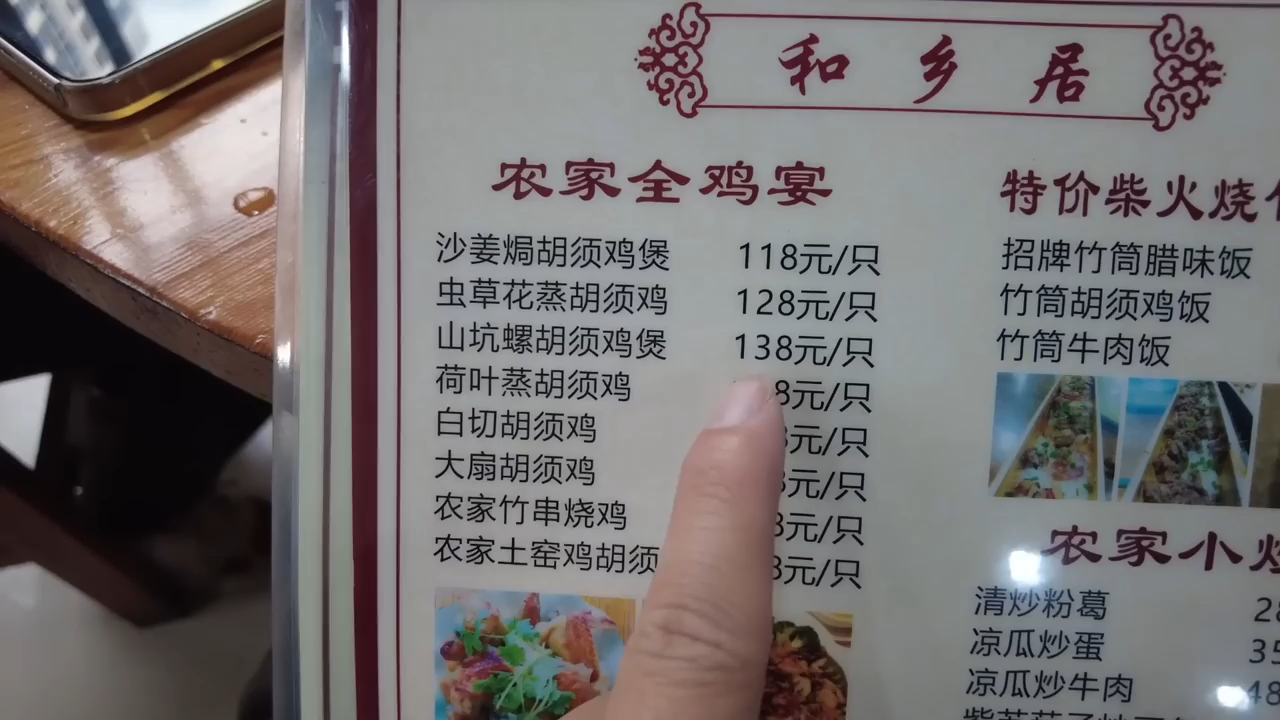 和乡居
农家全鸡宴
沙姜焗胡须鸡煲 118元/只
虫草花蒸胡须鸡 128元/只
山坑螺胡须鸡煲 138元/只
荷叶蒸胡须鸡 8元/只
白切胡须鸡 8元/只
大扇胡须鸡 8元/只
农家竹串烧鸡 8元/只
农家土窑鸡胡须 8元/只
特价柴火烧
招牌竹筒腊味饭
竹筒胡须鸡饭
竹筒牛肉饭
农家小
清炒粉葛 28
凉瓜炒蛋 35
凉瓜炒牛肉 48